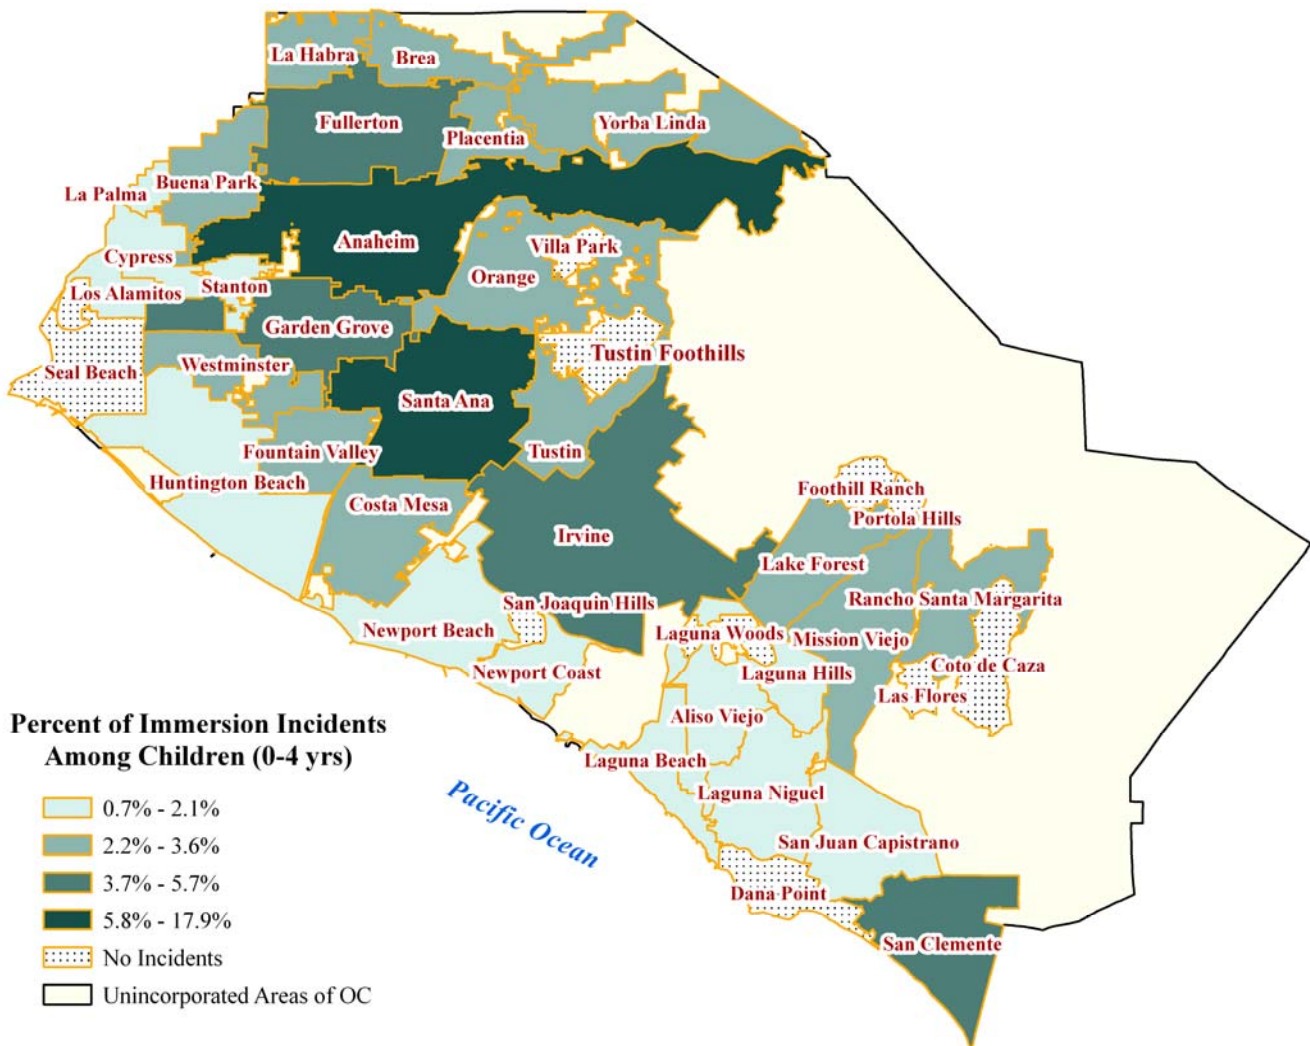 La Habra
Brea
Fullerton
Placentia
Yorba Linda
La Palma
Buena Park
Anaheim
Villa Park
Cypress
Orange
Los Alamitos
Stanton
Garden Grove
Tustin Foothills
Seal Beach
Westminster
Santa Ana
Fountain Valley
Tustin
Huntington Beach
Foothill Ranch
Costa Mesa
Portola Hills
Irvine
Lake Forest
San Joaquin Hills
Rancho Santa Margarita
Newport Beach
Laguna Woods
Mission Viejo
Newport Coast
Laguna Hills
Coto de Caza
Las Flores
Aliso Viejo
Laguna Beach
Laguna Niguel
San Juan Capistrano
Dana Point
San Clemente
Pacific Ocean
Percent of Immersion Incidents
Among Children (0-4 yrs)
0.7% - 2.1%
2.2% - 3.6%
3.7% - 5.7%
5.8% - 17.9%
No Incidents
Unincorporated Areas of OC